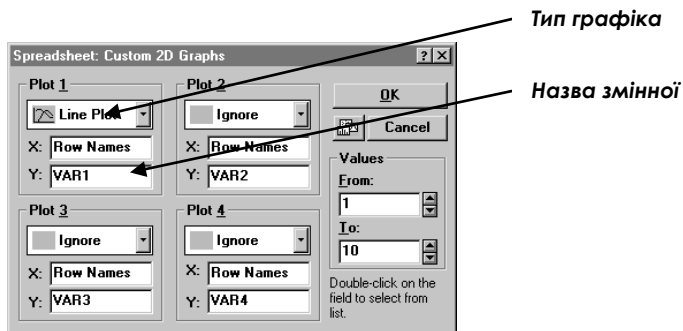 Тип графіка
Spreadsheet: Custom 2D Graphs
Plot 1
Line Plot
X: Row Names
Y: VAR1
Plot 2
Ignore
X: Row Names
Y: VAR2
Plot 3
Ignore
X: Row Names
Y: VAR3
Plot 4
Ignore
X: Row Names
Y: VAR4
OK
Cancel
Назва змінної
Values
From:
1
To:
10
Double-click on the
field to select from
list.